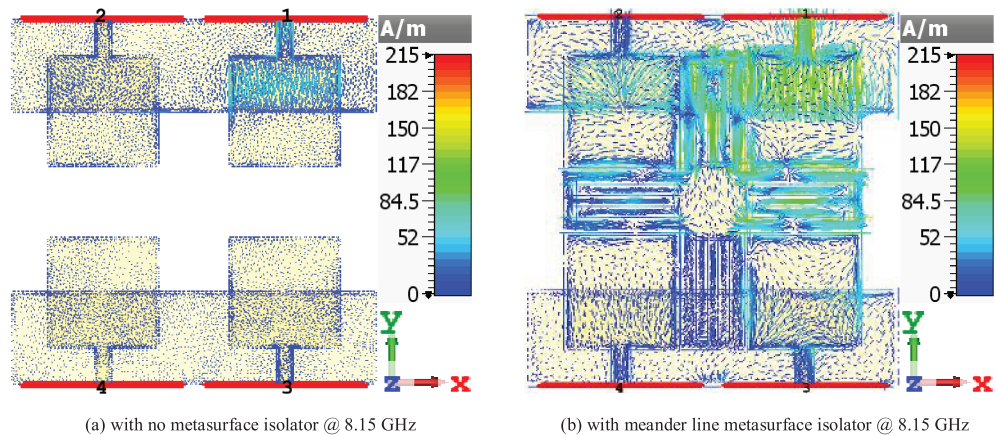 2 1 A/m
215
182
150
117
84.5
52
0
Y
Z X
4 3
(a) with no metasurface isolator @ 8.15 GHz
2 1 A/m
215
182
150
117
84.5
52
0
Y
Z X
4 3
(b) with meander line metasurface isolator @ 8.15 GHz